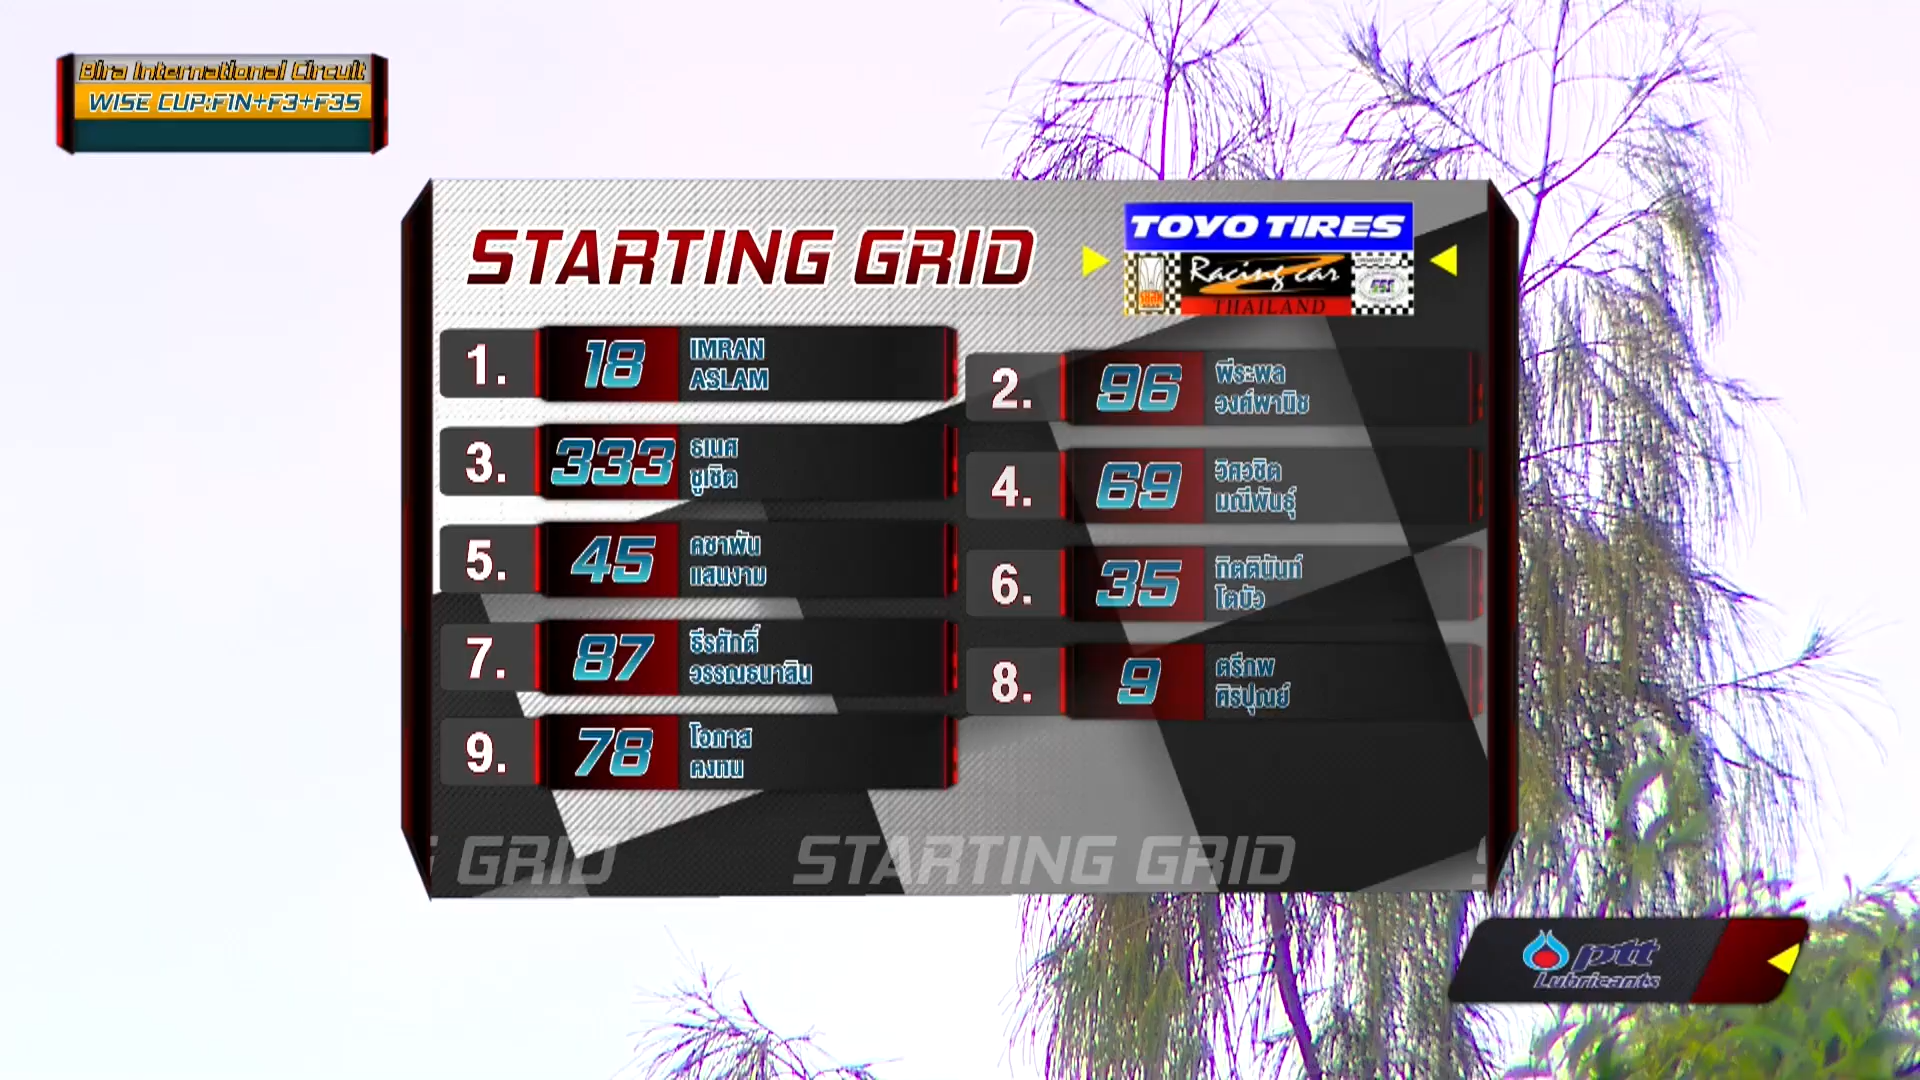 Bira International Circuit
WISE CUP:F1N+F3+F3S
STARTING GRID
TOYO TIRES
Racing car
THAILAND
1. 18 IMRAN
ASLAM
2. 96 พีระพล
วงศ์พานิช
3. 333 ธเนศ
ชูเชิด
4. 69 วิศวชิต
มณีพันธุ์
5. 45 คชาพัน
แสนงาม
6. 35 กิตตินันท์
โตบัว
7. 87 ธีรศักดิ์
วรรณธนาสิน
8. 9 ตรีภพ
ศิริปุณย์
9. 78 โอภาส
คงทน
GRID
STARTING GRID
ptt
Lubricants